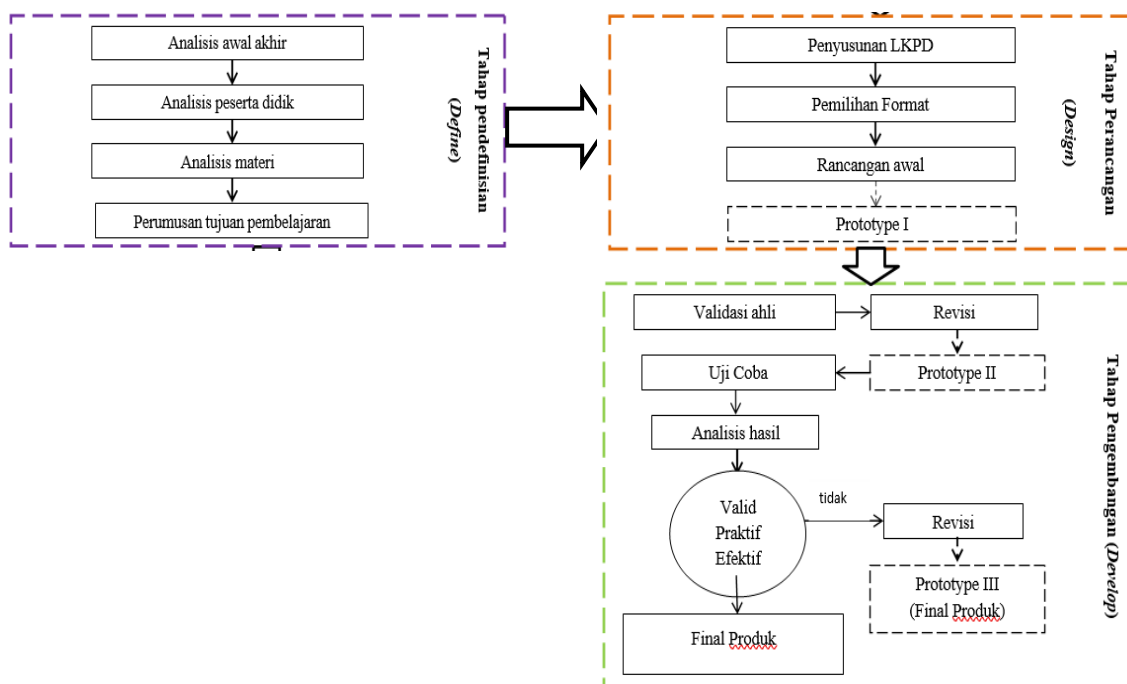 Analisis awal akhir
Analisis peserta didik
Analisis materi
Perumusan tujuan pembelajaran
Tahap pendefinisian
(Define)
Penyusunan LKPD
Pemilihan Format
Rancangan awal
Prototype I
Tahap Perancangan
(Design)
Validasi ahli
Revisi
Uji Coba
Prototype II
Analisis hasil
Valid
Praktif
Efektif
tidak
Revisi
Prototype III
(Final Produk)
Final Produk
Tahap Pengembangan (Develop)